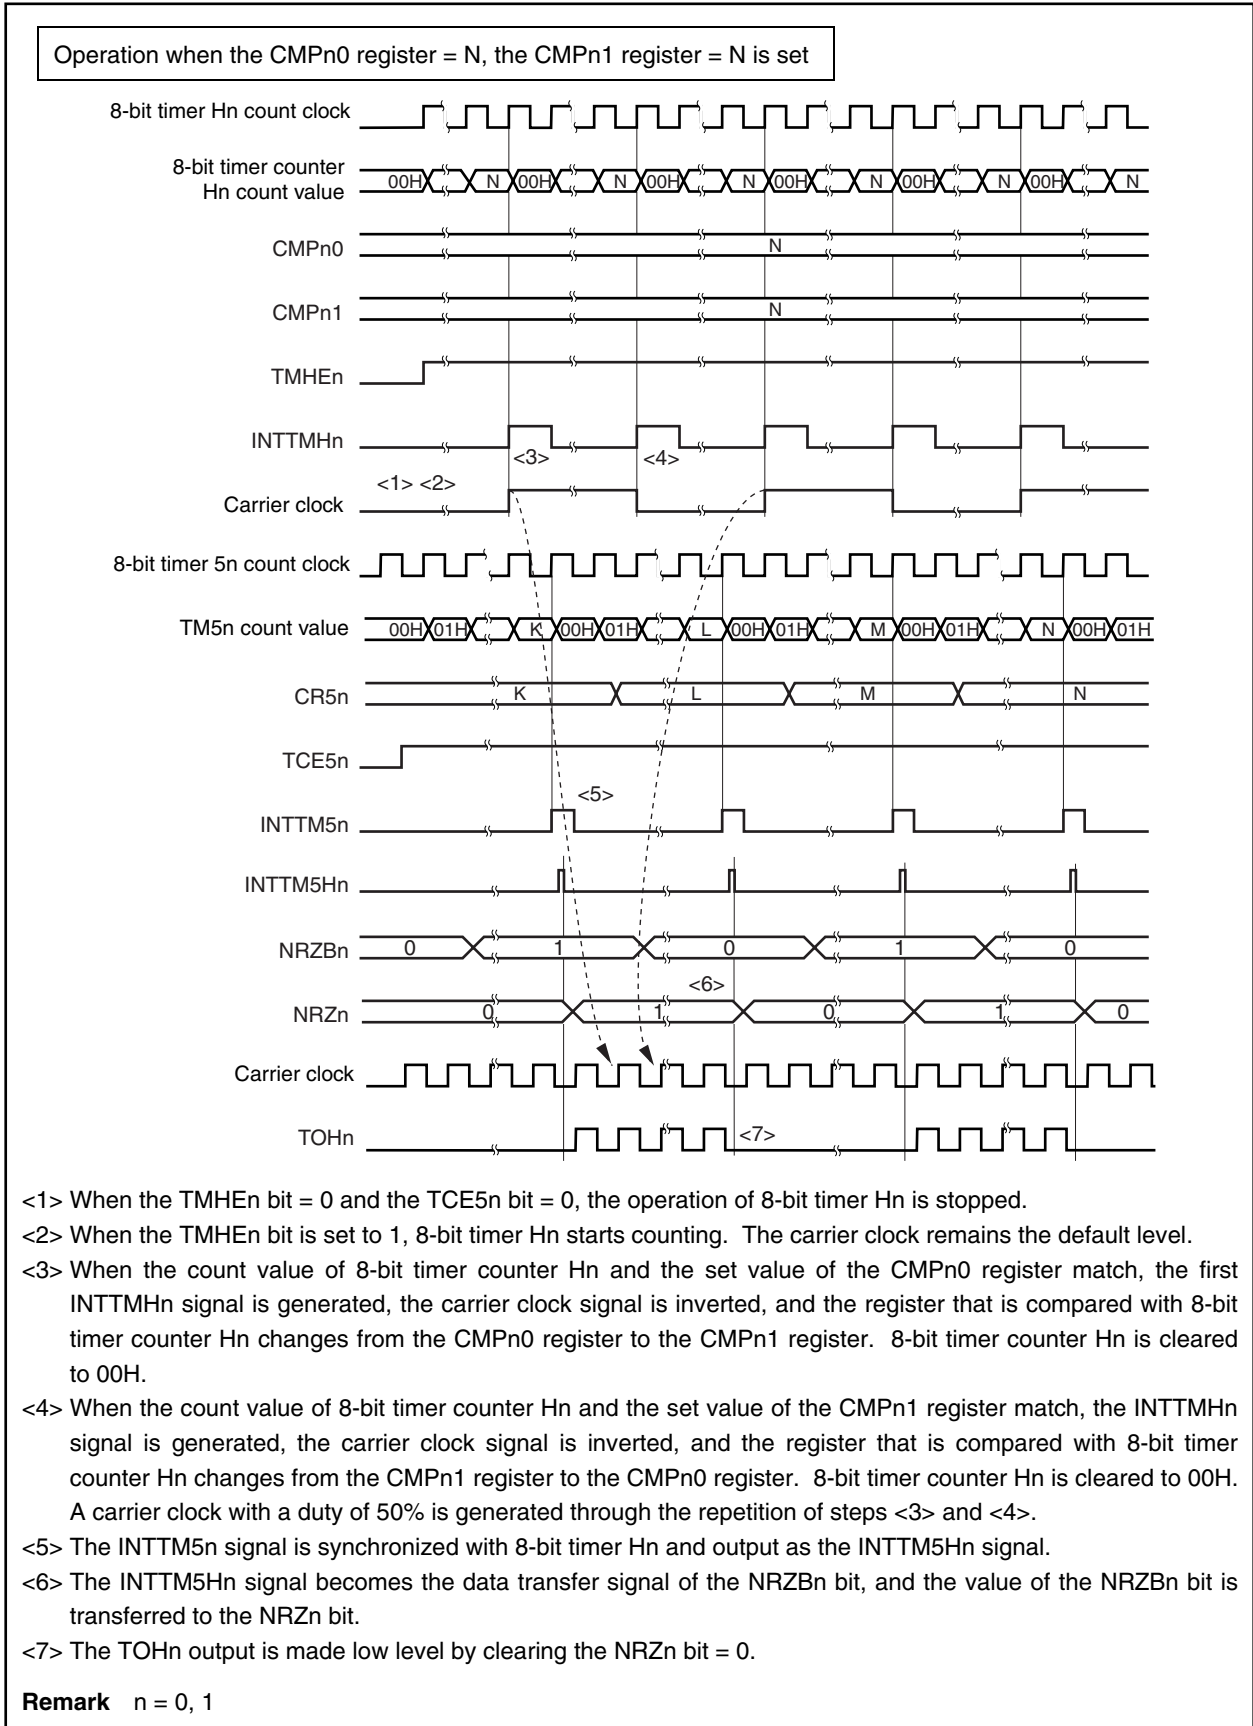 Operation when the CMPn0 register = N, the CMPn1 register = N is set
8-bit timer Hn count clock
8-bit timer counter
Hn count value
00H N 00H N 00H N 00H N 00H N 00H N
CMPn0
N
CMPn1
N
TMHEn
INTTMHn
<3> <4>
<1> <2>
Carrier clock
8-bit timer 5n count clock
TM5n count value
00H 01H K 00H 01H L 00H 01H M 00H 01H N 00H 01H
CR5n
K L M N
TCE5n
<5>
INTTM5n
INTTM5Hn
NRZBn
0 1 0 1 0
<6>
NRZn
0 1 0 1 0
Carrier clock
TOHn
<7>
<1> When the TMHEn bit = 0 and the TCE5n bit = 0, the operation of 8-bit timer Hn is stopped.
<2> When the TMHEn bit is set to 1, 8-bit timer Hn starts counting. The carrier clock remains the default level.
<3> When the count value of 8-bit timer counter Hn and the set value of the CMPn0 register match, the first
INTTMHn signal is generated, the carrier clock signal is inverted, and the register that is compared with 8-bit
timer counter Hn changes from the CMPn0 register to the CMPn1 register. 8-bit timer counter Hn is cleared
to 00H.
<4> When the count value of 8-bit timer counter Hn and the set value of the CMPn1 register match, the INTTMHn
signal is generated, the carrier clock signal is inverted, and the register that is compared with 8-bit timer
counter Hn changes from the CMPn1 register to the CMPn0 register. 8-bit timer counter Hn is cleared to 00H.
A carrier clock with a duty of 50% is generated through the repetition of steps <3> and <4>.
<5> The INTTM5n signal is synchronized with 8-bit timer Hn and output as the INTTM5Hn signal.
<6> The INTTM5Hn signal becomes the data transfer signal of the NRZBn bit, and the value of the NRZBn bit is
transferred to the NRZn bit.
<7> The TOHn output is made low level by clearing the NRZn bit = 0.
Remark n = 0, 1